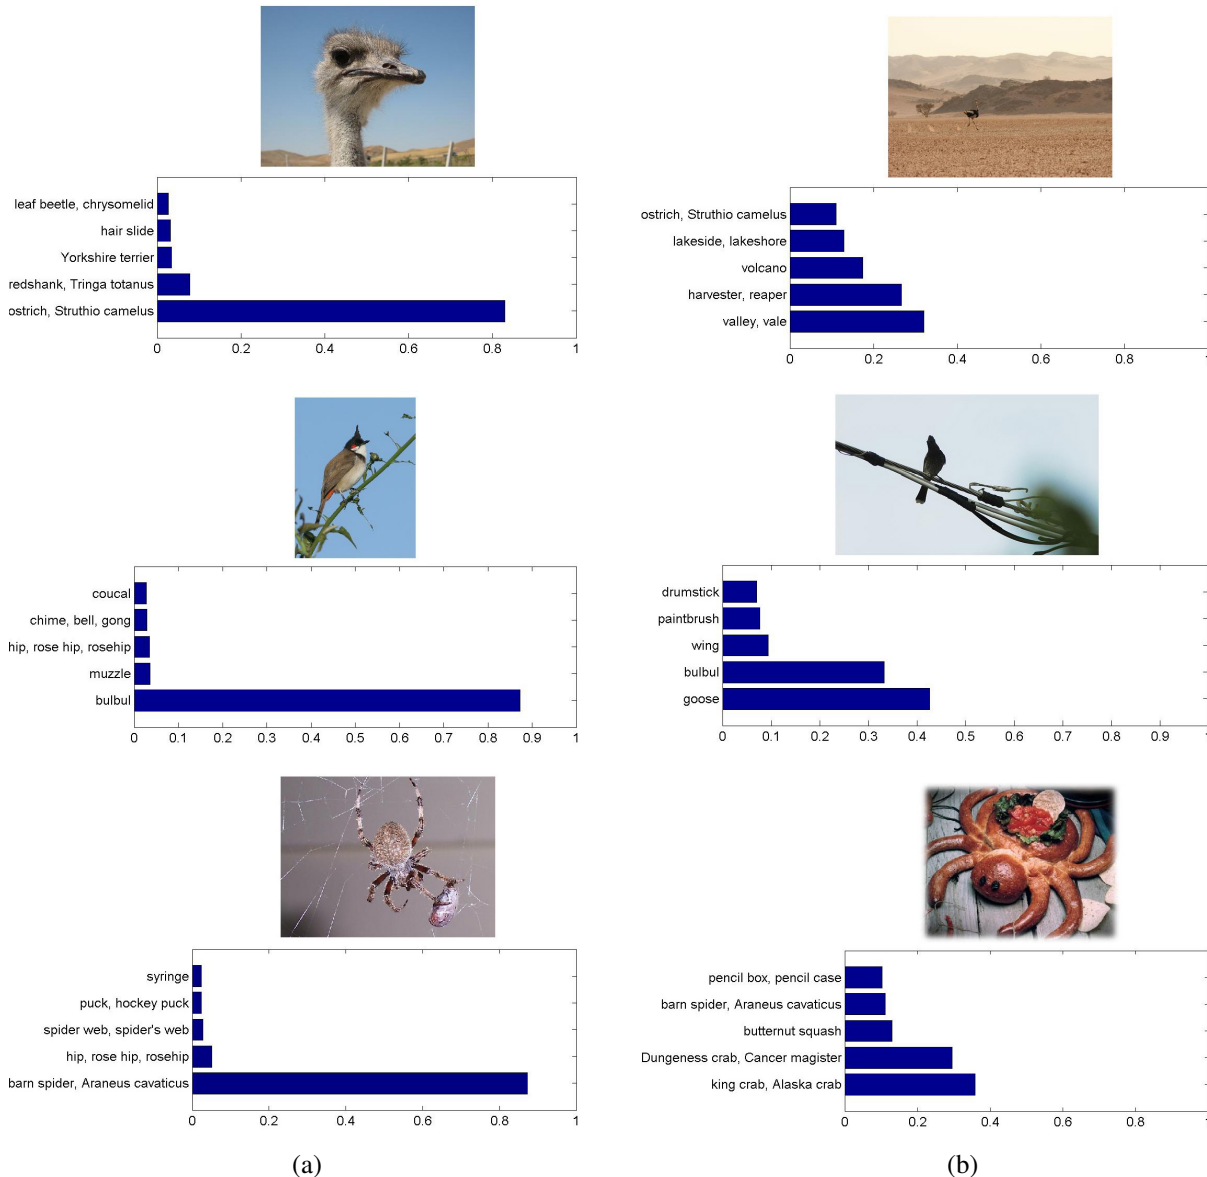 leaf beetle, chrysomelid
hair slide
Yorkshire terrier
redshank, Tringa totanus
ostrich, Struthio camelus
0 0.2 0.4 0.6 0.8 1
ostrich, Struthio camelus
lakeside, lakeshore
volcano
harvester, reaper
valley, vale
0 0.2 0.4 0.6 0.8 1
coucal
chime, bell, gong
hip, rose hip, rosehip
muzzle
bulbul
0 0.1 0.2 0.3 0.4 0.5 0.6 0.7 0.8 0.9 1
drumstick
paintbrush
wing
bulbul
goose
0 0.1 0.2 0.3 0.4 0.5 0.6 0.7 0.8 0.9 1
syringe
puck, hockey puck
spider web, spider's web
hip, rose hip, rosehip
barn spider, Araneus cavaticus
0 0.2 0.4 0.6 0.8 1
pencil box, pencil case
barn spider, Araneus cavaticus
butternut squash
Dungeness crab, Cancer magister
king crab, Alaska crab
0 0.2 0.4 0.6 0.8 1
(a)
(b)